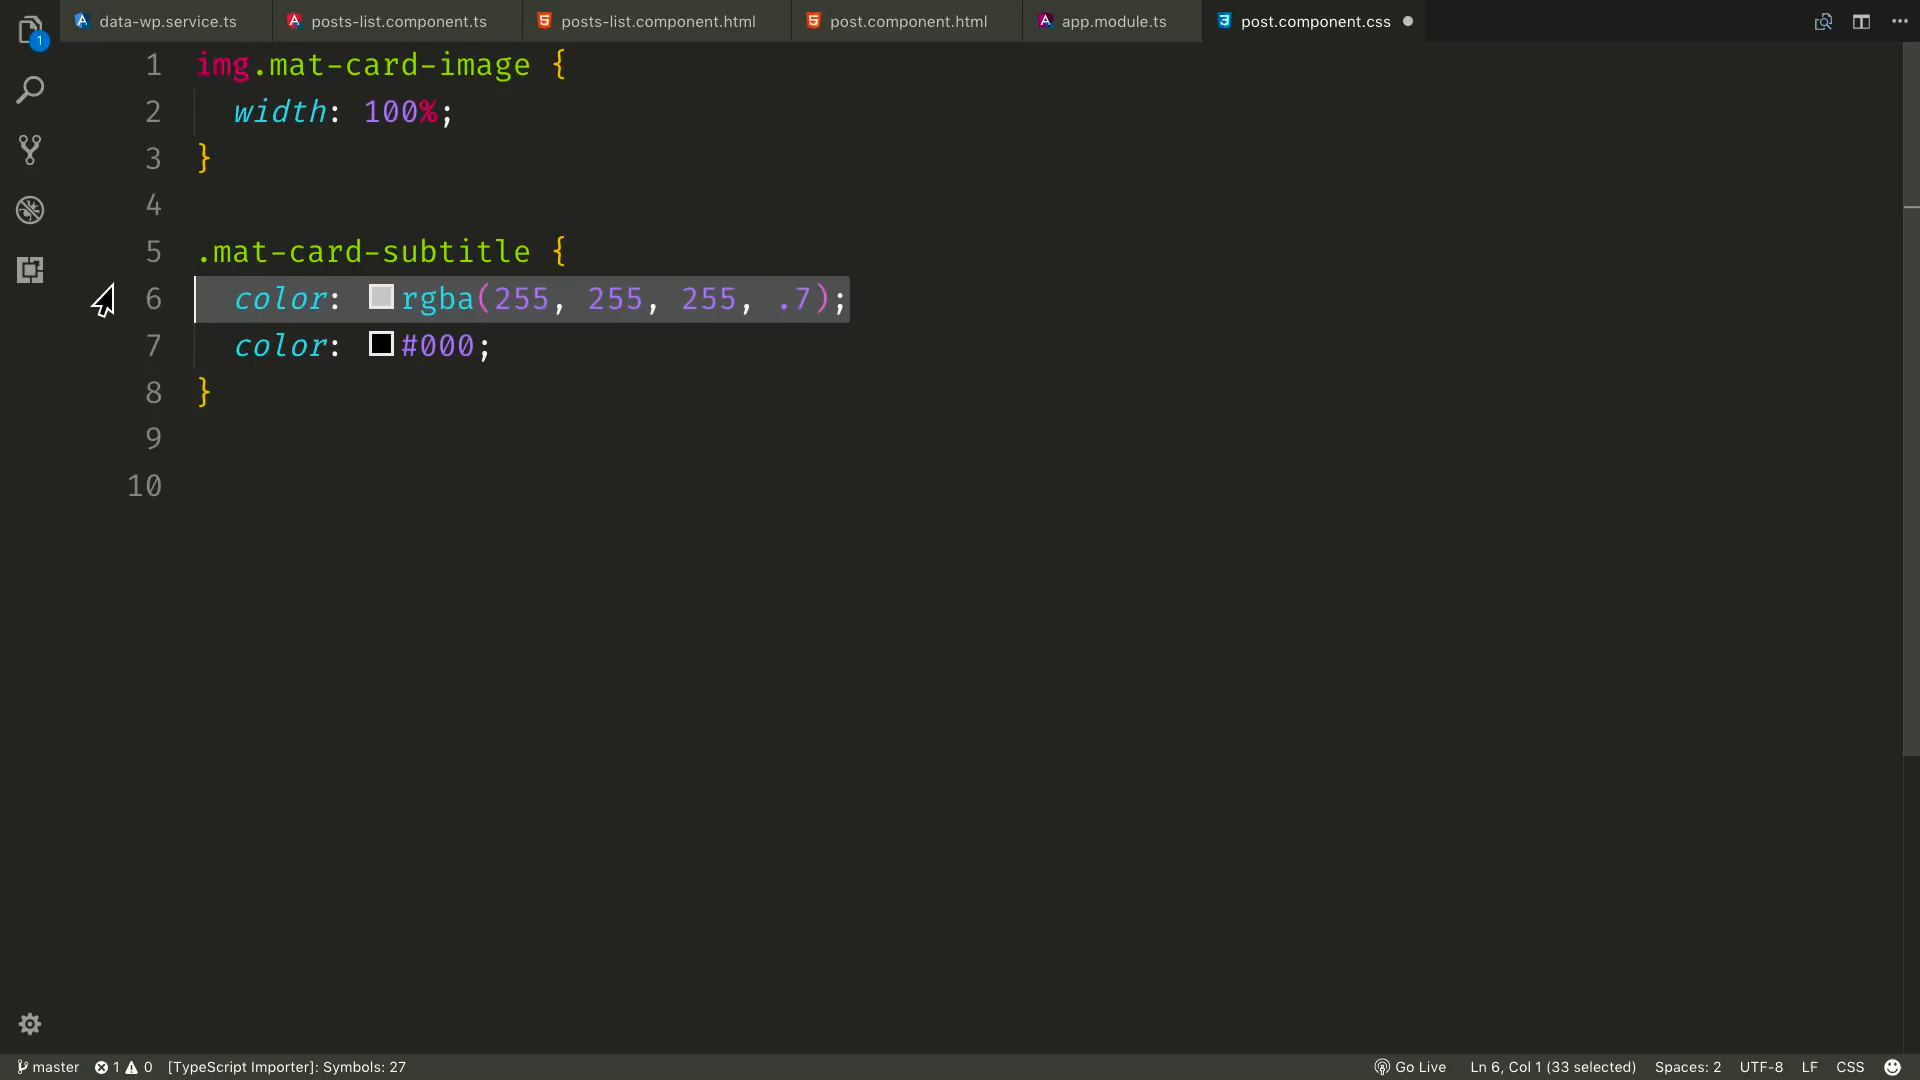 data-wp.service.ts posts-list.component.ts posts-list.component.html post.component.html app.module.ts post.component.css
1
1 img.mat-card-image {
2 width: 100%;
3 }
4
5 .mat-card-subtitle {
6 color: rgba(255, 255, 255, .7);
7 color: #000;
8 }
9
10
master 1 0 [TypeScript Importer]: Symbols: 27 Go Live Ln 6, Col 1 (33 selected) Spaces: 2 UTF-8 LF CSS